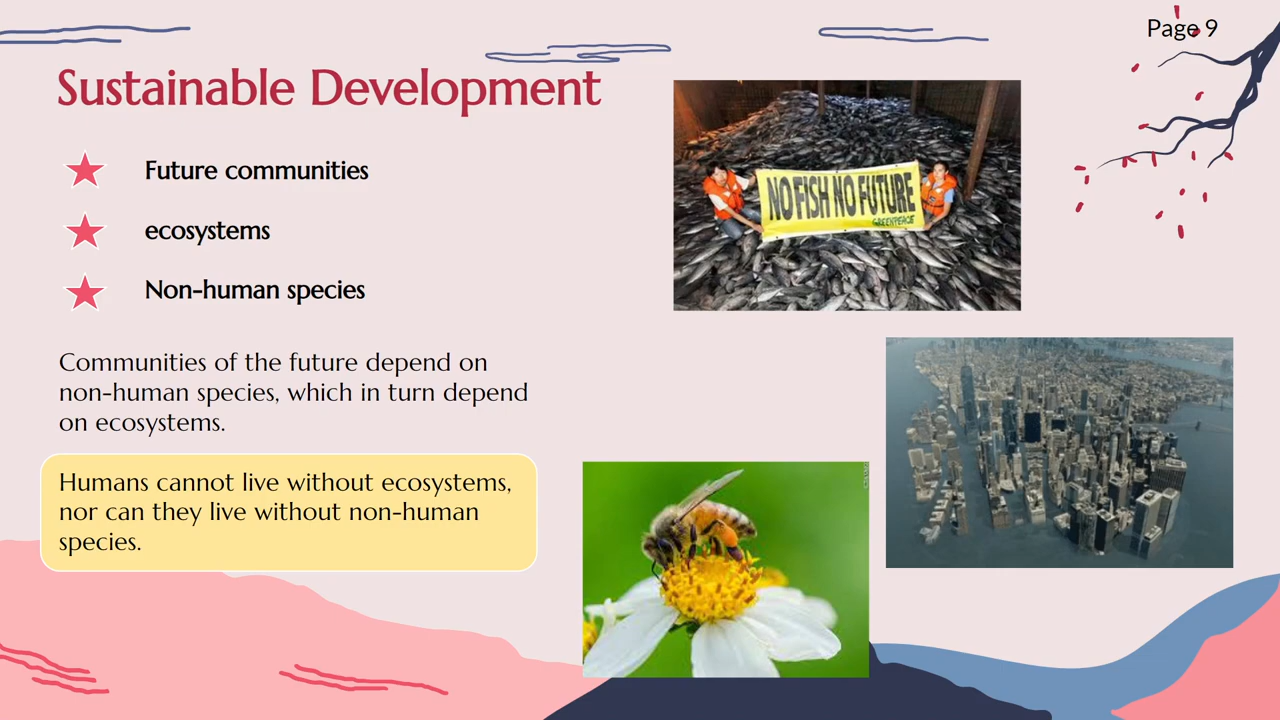 Page 9
Sustainable Development
Future communities
ecosystems
Non-human species
Communities of the future depend on
non-human species, which in turn depend
on ecosystems.
Humans cannot live without ecosystems,
nor can they live without non-human
species.
NO FISH NO FUTURE
GREENPEACE